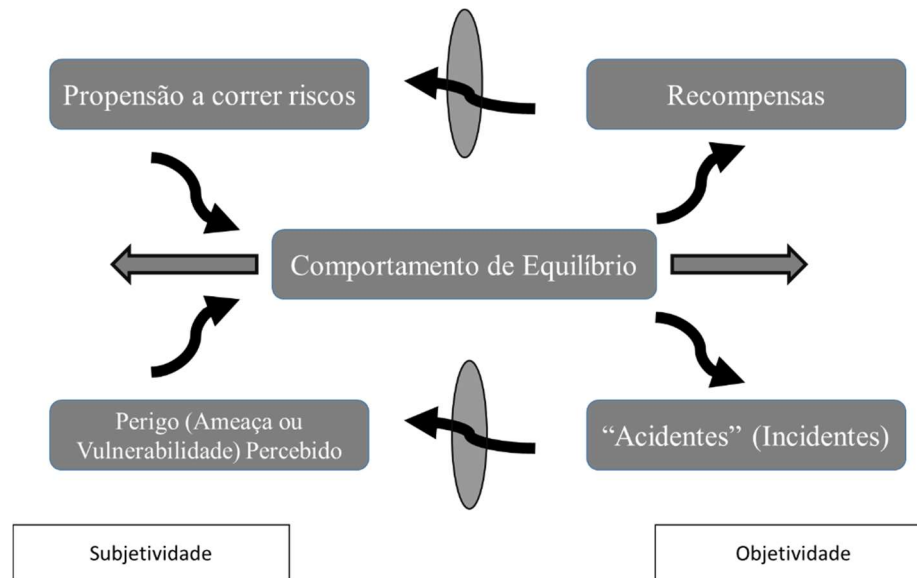 Propensão a correr riscos
Recompensas
Comportamento de Equilíbrio
Perigo (Ameaça ou
Vulnerabilidade) Percebido
“Acidentes” (Incidentes)
Subjetividade
Objetividade